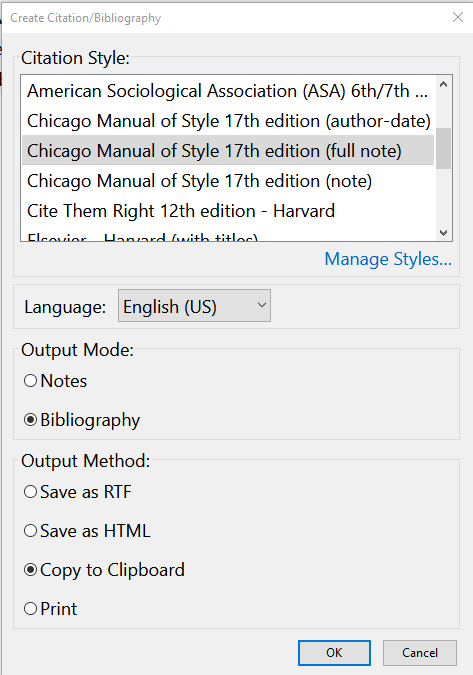 Create Citation/Bibliography
Citation Style:
American Sociological Association (ASA) 6th/7th ...
Chicago Manual of Style 17th edition (author-date)
Chicago Manual of Style 17th edition (full note)
Chicago Manual of Style 17th edition (note)
Cite Them Right 12th edition - Harvard
Elsevier - Harvard (with titles)
Manage Styles...
Language: English (US)
Output Mode:
Notes
Bibliography
Output Method:
Save as RTF
Save as HTML
Copy to Clipboard
Print
OK Cancel